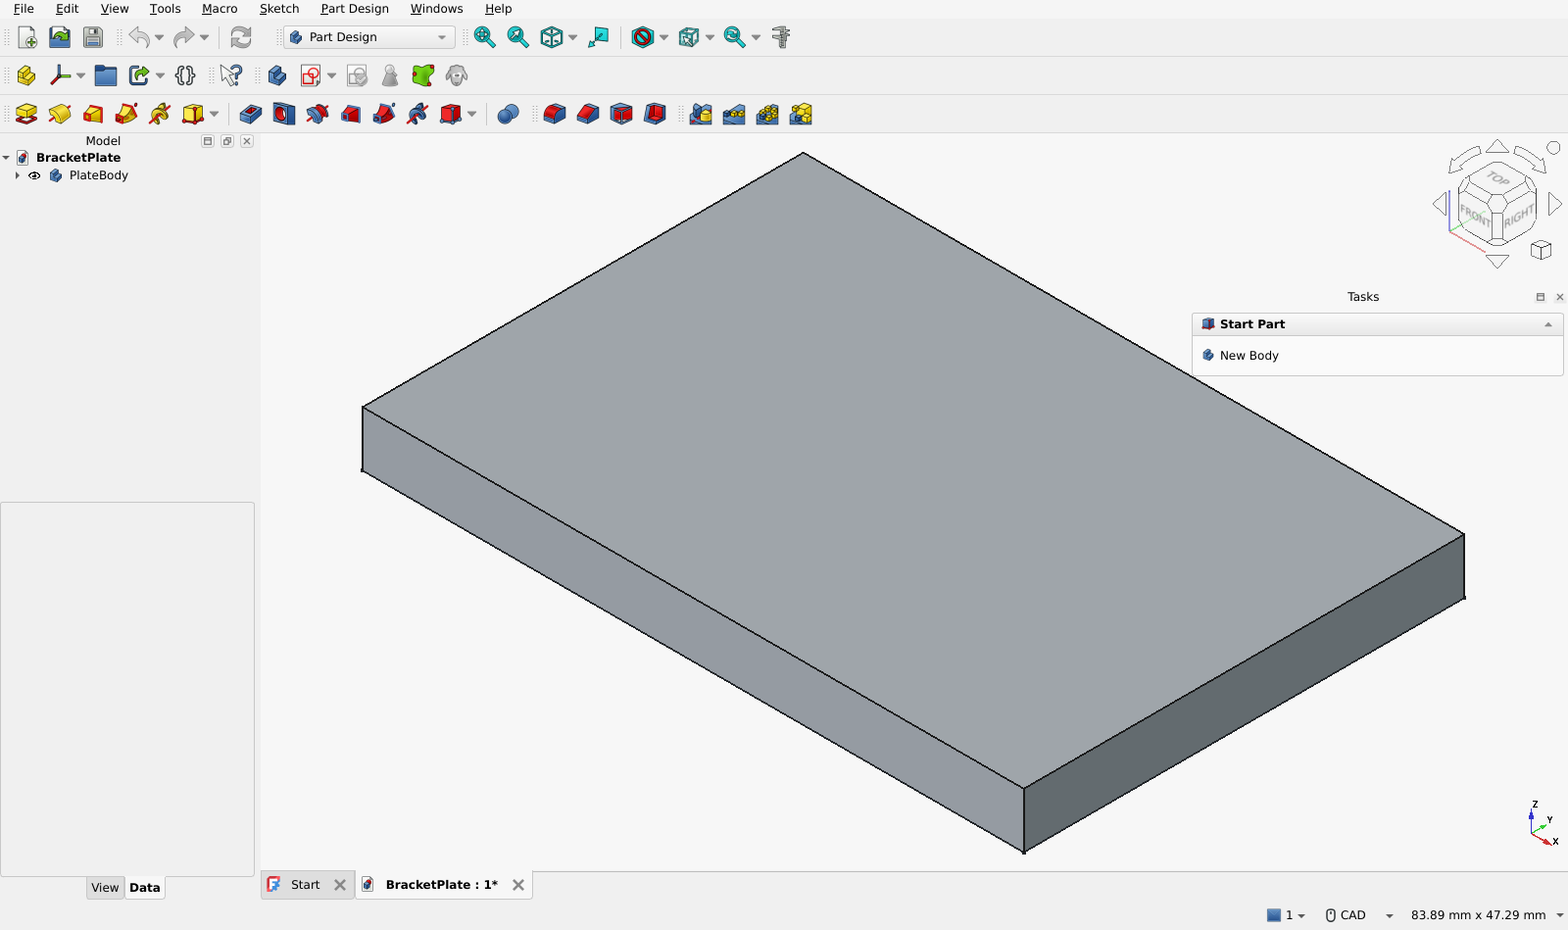 File Edit View Tools Macro Sketch Part Design Windows Help
Part Design
Model
BracketPlate
PlateBody
TOP
FRONT
RIGHT
Tasks
Start Part
New Body
Z
Y
X
View Data
Start
BracketPlate : 1*
1
CAD
83.89 mm x 47.29 mm